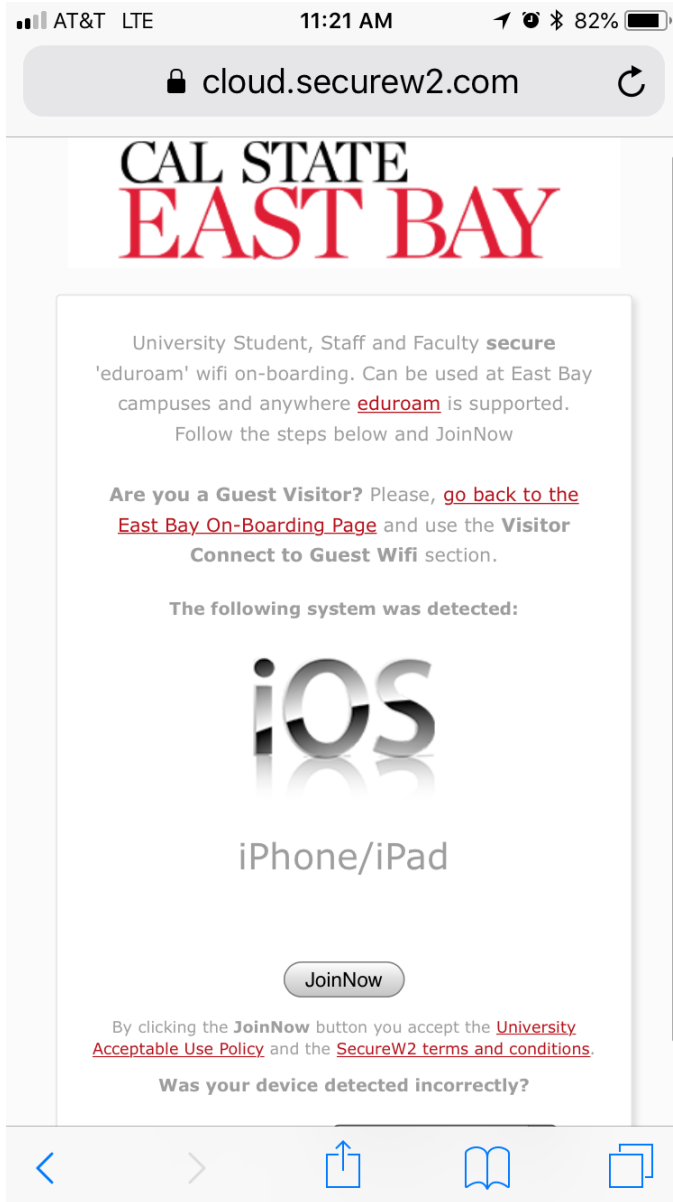 AT&T LTE 11:21 AM 82%
cloud.securew2.com
CAL STATE
EAST BAY
University Student, Staff and Faculty secure
'eduroam' wifi on-boarding. Can be used at East Bay
campuses and anywhere eduroam is supported.
Follow the steps below and JoinNow
Are you a Guest Visitor? Please, go back to the
East Bay On-Boarding Page and use the Visitor
Connect to Guest Wifi section.
The following system was detected:
iOS
iPhone/iPad
JoinNow
By clicking the JoinNow button you accept the University
Acceptable Use Policy and the SecureW2 terms and conditions.
Was your device detected incorrectly?